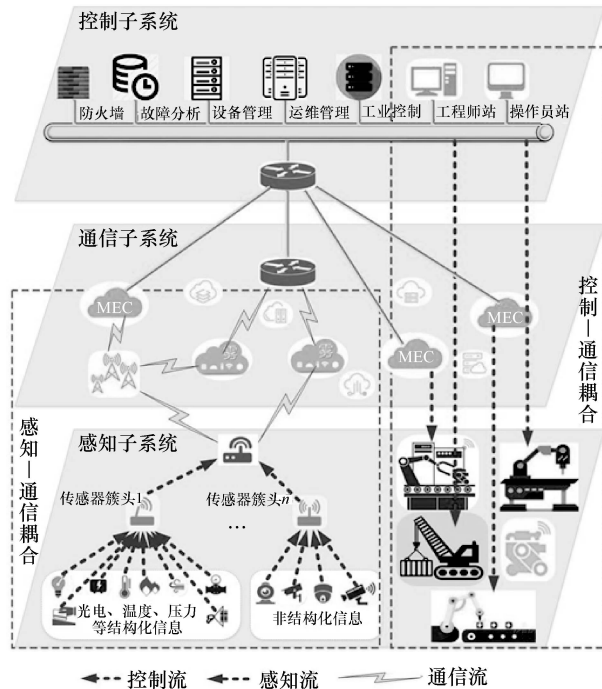 控制子系统
防火墙
故障分析
设备管理
运维管理
工业控制
工程师站
操作员站
通信子系统
MEC
雾
雾
MEC
MEC
控制—通信耦合
感知—通信耦合
感知子系统
传感器簇头1
传感器簇头n
...
光电、温度、压力
等结构化信息
非结构化信息
控制流
感知流
通信流